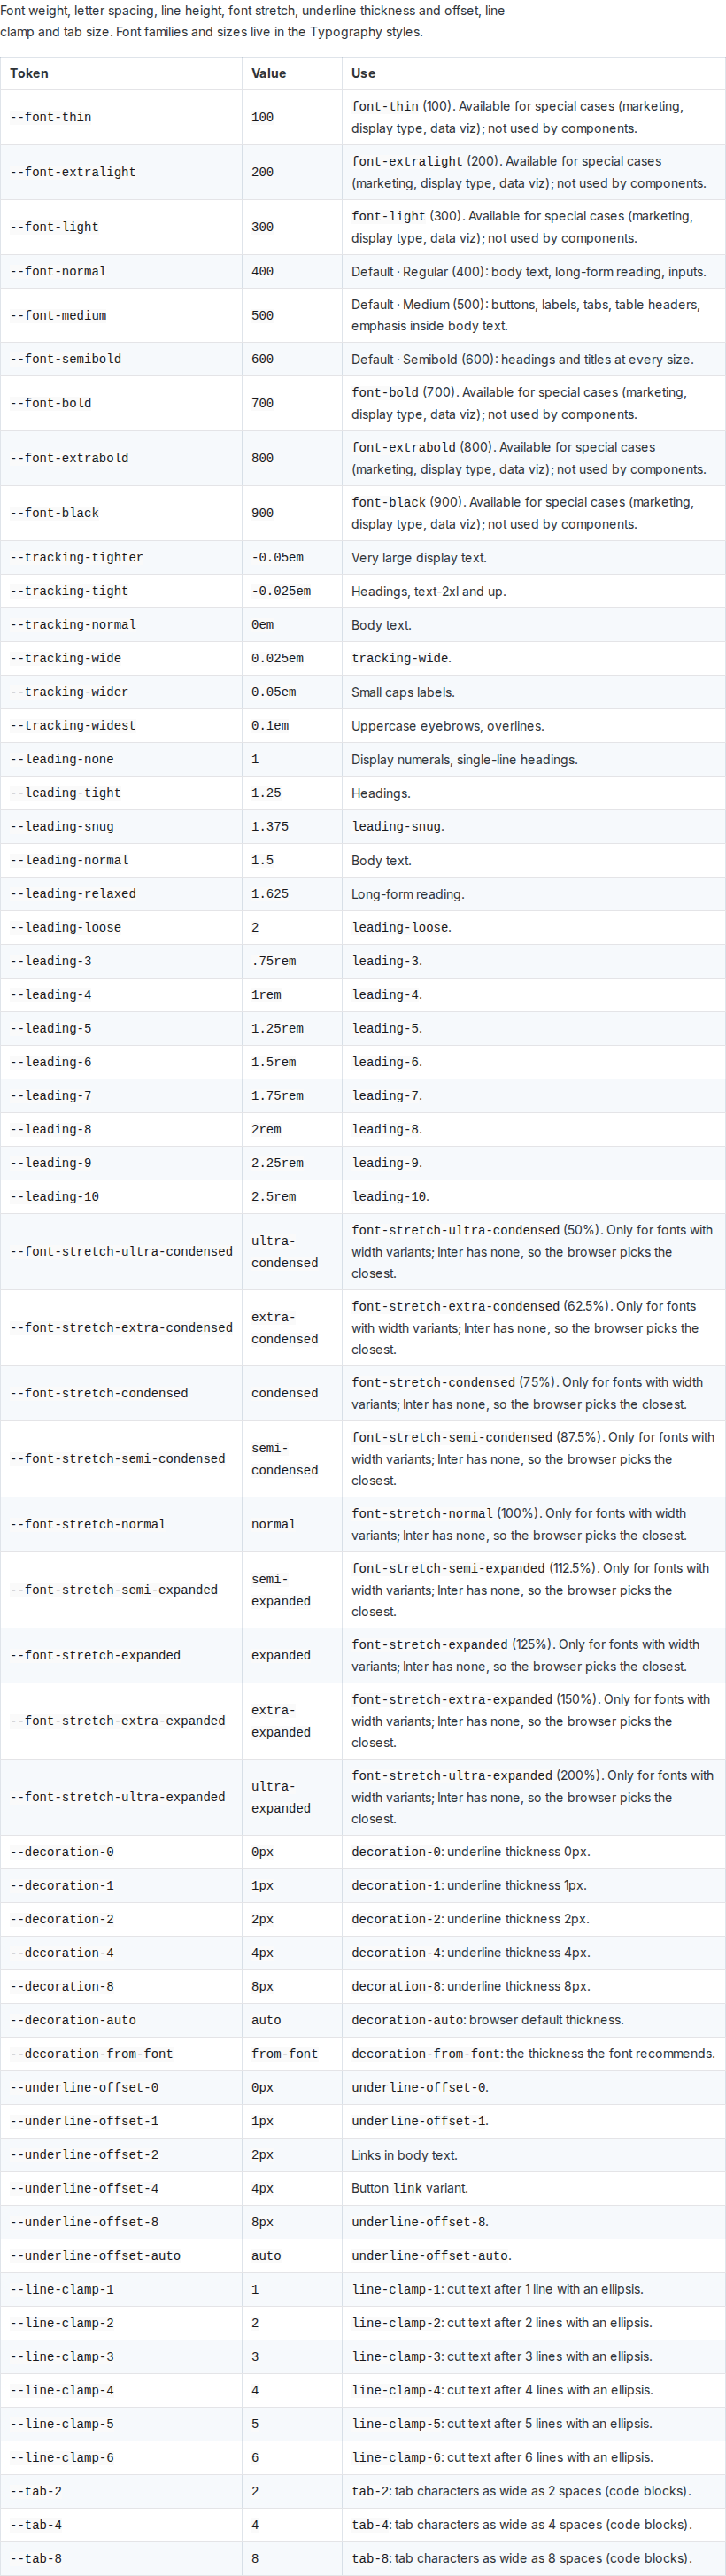 Font weight, letter spacing, line height, font stretch, underline thickness and offset, line
clamp and tab size. Font families and sizes live in the Typography styles.
Token Value Use
--font-thin 100 font-thin (100). Available for special cases (marketing,
display type, data viz); not used by components.
--font-extralight 200 font-extralight (200). Available for special cases
(marketing, display type, data viz); not used by components.
--font-light 300 font-light (300). Available for special cases (marketing,
display type, data viz); not used by components.
--font-normal 400 Default · Regular (400): body text, long-form reading, inputs.
--font-medium 500 Default · Medium (500): buttons, labels, tabs, table headers,
emphasis inside body text.
--font-semibold 600 Default · Semibold (600): headings and titles at every size.
--font-bold 700 font-bold (700). Available for special cases (marketing,
display type, data viz); not used by components.
--font-extrabold 800 font-extrabold (800). Available for special cases
(marketing, display type, data viz); not used by components.
--font-black 900 font-black (900). Available for special cases (marketing,
display type, data viz); not used by components.
--tracking-tighter -0.05em Very large display text.
--tracking-tight -0.025em Headings, text-2xl and up.
--tracking-normal 0em Body text.
--tracking-wide 0.025em tracking-wide.
--tracking-wider 0.05em Small caps labels.
--tracking-widest 0.1em Uppercase eyebrows, overlines.
--leading-none 1 Display numerals, single-line headings.
--leading-tight 1.25 Headings.
--leading-snug 1.375 leading-snug.
--leading-normal 1.5 Body text.
--leading-relaxed 1.625 Long-form reading.
--leading-loose 2 leading-loose.
--leading-3 .75rem leading-3.
--leading-4 1rem leading-4.
--leading-5 1.25rem leading-5.
--leading-6 1.5rem leading-6.
--leading-7 1.75rem leading-7.
--leading-8 2rem leading-8.
--leading-9 2.25rem leading-9.
--leading-10 2.5rem leading-10.
--font-stretch-ultra-condensed ultra-condensed font-stretch-ultra-condensed (50%). Only for fonts with
width variants; Inter has none, so the browser picks the
closest.
--font-stretch-extra-condensed extra-condensed font-stretch-extra-condensed (62.5%). Only for fonts
with width variants; Inter has none, so the browser picks the
closest.
--font-stretch-condensed condensed font-stretch-condensed (75%). Only for fonts with width
variants; Inter has none, so the browser picks the closest.
--font-stretch-semi-condensed semi-condensed font-stretch-semi-condensed (87.5%). Only for fonts with
width variants; Inter has none, so the browser picks the
closest.
--font-stretch-normal normal font-stretch-normal (100%). Only for fonts with width
variants; Inter has none, so the browser picks the closest.
--font-stretch-semi-expanded semi-expanded font-stretch-semi-expanded (112.5%). Only for fonts with
width variants; Inter has none, so the browser picks the
closest.
--font-stretch-expanded expanded font-stretch-expanded (125%). Only for fonts with width
variants; Inter has none, so the browser picks the closest.
--font-stretch-extra-expanded extra-expanded font-stretch-extra-expanded (150%). Only for fonts with
width variants; Inter has none, so the browser picks the
closest.
--font-stretch-ultra-expanded ultra-expanded font-stretch-ultra-expanded (200%). Only for fonts with
width variants; Inter has none, so the browser picks the
closest.
--decoration-0 0px decoration-0: underline thickness 0px.
--decoration-1 1px decoration-1: underline thickness 1px.
--decoration-2 2px decoration-2: underline thickness 2px.
--decoration-4 4px decoration-4: underline thickness 4px.
--decoration-8 8px decoration-8: underline thickness 8px.
--decoration-auto auto decoration-auto: browser default thickness.
--decoration-from-font from-font decoration-from-font: the thickness the font recommends.
--underline-offset-0 0px underline-offset-0.
--underline-offset-1 1px underline-offset-1.
--underline-offset-2 2px Links in body text.
--underline-offset-4 4px Button link variant.
--underline-offset-8 8px underline-offset-8.
--underline-offset-auto auto underline-offset-auto.
--line-clamp-1 1 line-clamp-1: cut text after 1 line with an ellipsis.
--line-clamp-2 2 line-clamp-2: cut text after 2 lines with an ellipsis.
--line-clamp-3 3 line-clamp-3: cut text after 3 lines with an ellipsis.
--line-clamp-4 4 line-clamp-4: cut text after 4 lines with an ellipsis.
--line-clamp-5 5 line-clamp-5: cut text after 5 lines with an ellipsis.
--line-clamp-6 6 line-clamp-6: cut text after 6 lines with an ellipsis.
--tab-2 2 tab-2: tab characters as wide as 2 spaces (code blocks).
--tab-4 4 tab-4: tab characters as wide as 4 spaces (code blocks).
--tab-8 8 tab-8: tab characters as wide as 8 spaces (code blocks).